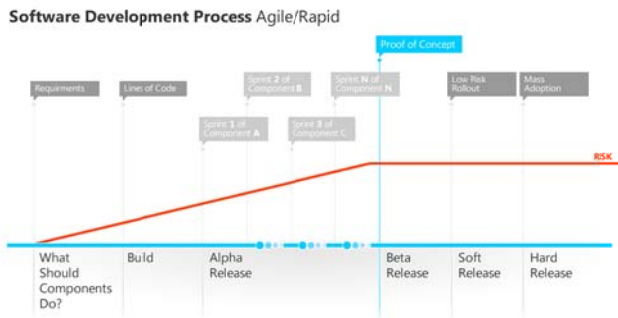 Software Development Process Agile/Rapid
Proof of Concept
Requirments
Lines of Code
Sprint 2 of
Component B
Sprint N of
Component N
Low Risk
Rollout
Mass
Adoption
Sprint 1 of
Component A
Sprint 3 of
Component C
RISK
What
Should
Components
Do?
Buld
Alpha
Release
Beta
Release
Soft
Release
Hard
Release